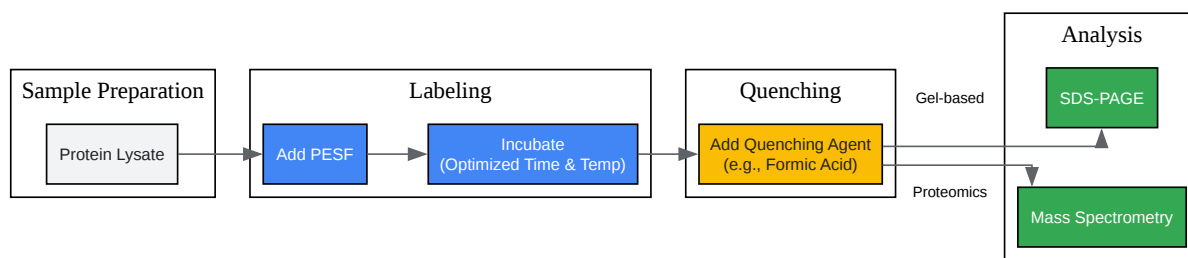 Sample Preparation
Protein Lysate
Labeling
Add PESF
Incubate
(Optimized Time & Temp)
Quenching
Add Quenching Agent
(e.g., Formic Acid)
Gel-based
Proteomics
Analysis
SDS-PAGE
Mass Spectrometry